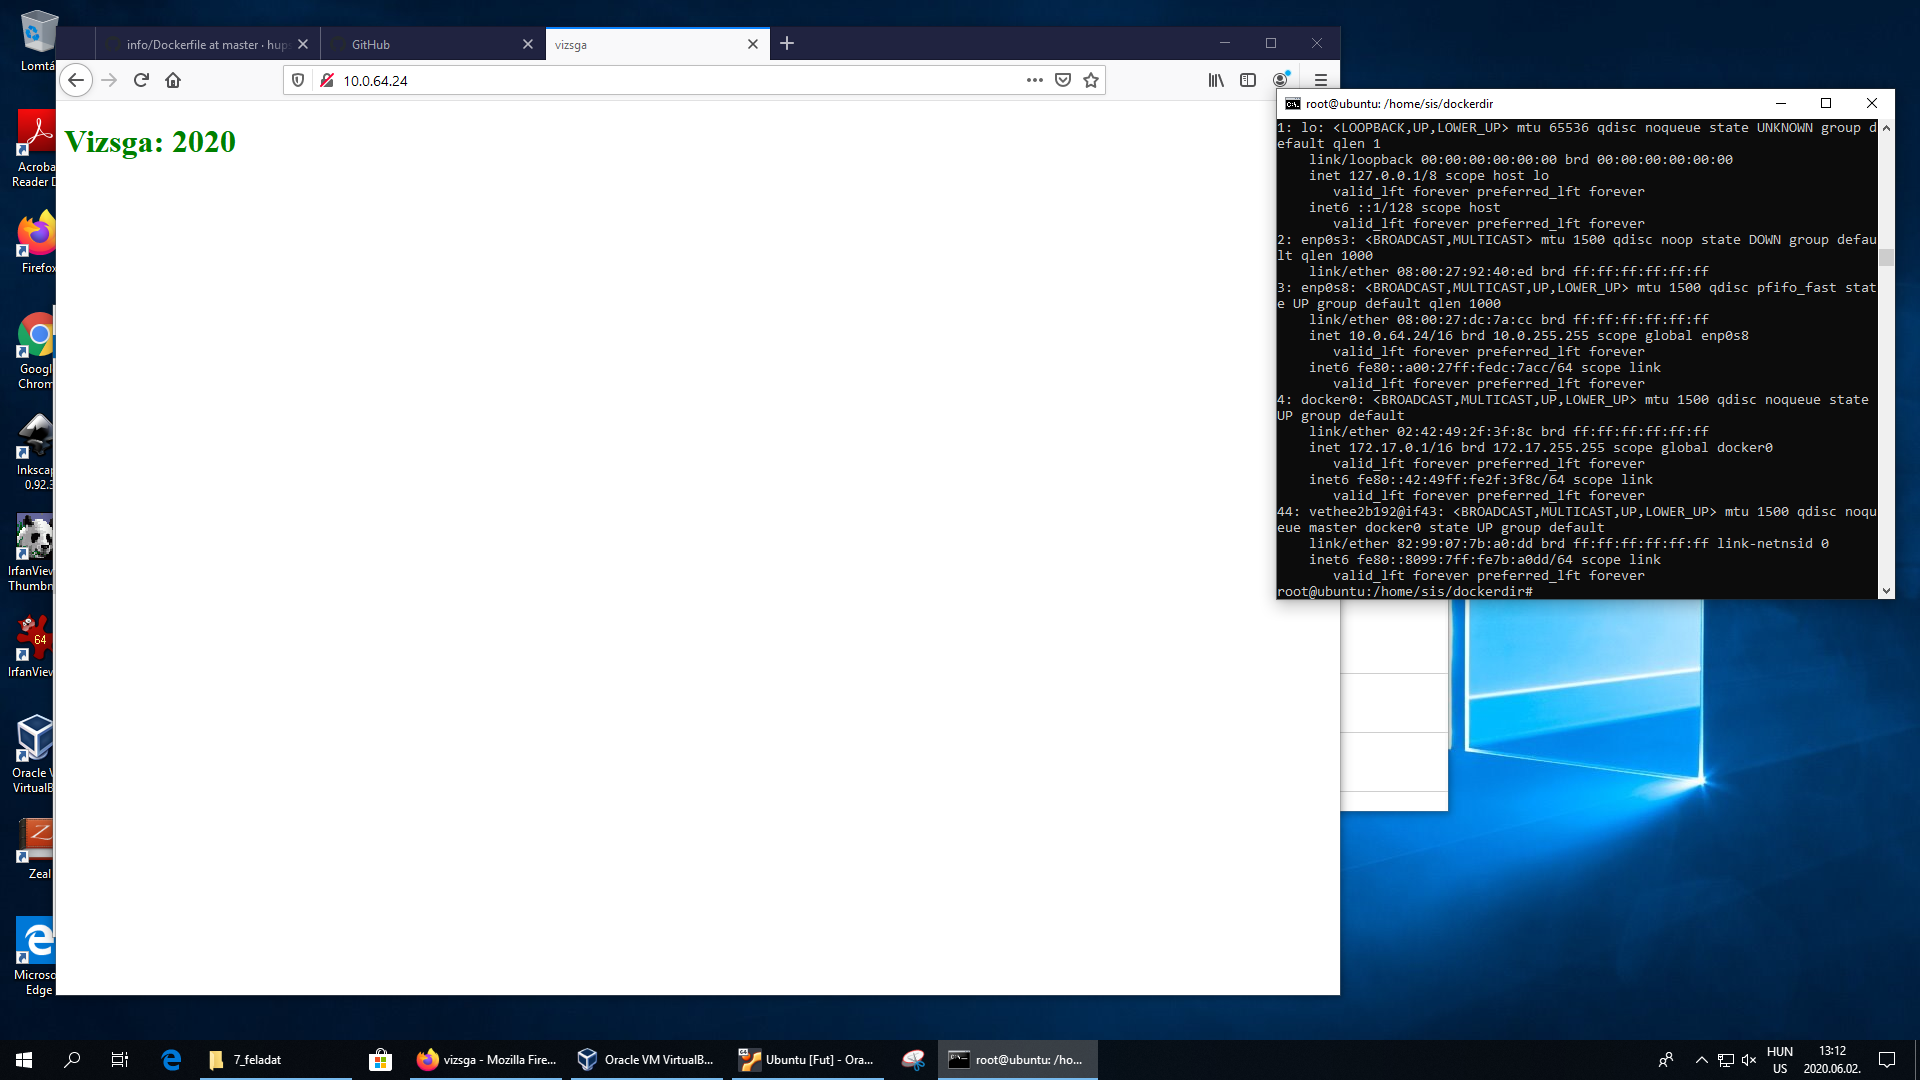 Lomtá
Acroba
Reader D
Firefox
Googl
Chrom
Inkscap
0.92.3
IrfanView
Thumbn
64
IrfanView
Oracle V
VirtualB
Zeal
Microso
Edge
info/Dockerfile at master · hups
GitHub
vizsga
10.0.64.24
Vizsga: 2020
root@ubuntu: /home/sis/dockerdir
1: lo: <LOOPBACK,UP,LOWER_UP> mtu 65536 qdisc noqueue state UNKNOWN group d
efault qlen 1
link/loopback 00:00:00:00:00:00 brd 00:00:00:00:00:00
inet 127.0.0.1/8 scope host lo
valid_lft forever preferred_lft forever
inet6 ::1/128 scope host
valid_lft forever preferred_lft forever
2: enp0s3: <BROADCAST,MULTICAST> mtu 1500 qdisc noop state DOWN group defau
lt qlen 1000
link/ether 08:00:27:92:40:ed brd ff:ff:ff:ff:ff:ff
3: enp0s8: <BROADCAST,MULTICAST,UP,LOWER_UP> mtu 1500 qdisc pfifo_fast stat
e UP group default qlen 1000
link/ether 08:00:27:dc:7a:cc brd ff:ff:ff:ff:ff:ff
inet 10.0.64.24/16 brd 10.0.255.255 scope global enp0s8
valid_lft forever preferred_lft forever
inet6 fe80::a00:27ff:fedc:7acc/64 scope link
valid_lft forever preferred_lft forever
4: docker0: <BROADCAST,MULTICAST,UP,LOWER_UP> mtu 1500 qdisc noqueue state
UP group default
link/ether 02:42:49:2f:3f:8c brd ff:ff:ff:ff:ff:ff
inet 172.17.0.1/16 brd 172.17.255.255 scope global docker0
valid_lft forever preferred_lft forever
inet6 fe80::42:49ff:fe2f:3f8c/64 scope link
valid_lft forever preferred_lft forever
44: vethee2b192@if43: <BROADCAST,MULTICAST,UP,LOWER_UP> mtu 1500 qdisc noqu
eue master docker0 state UP group default
link/ether 82:99:07:7b:a0:dd brd ff:ff:ff:ff:ff:ff link-netnsid 0
inet6 fe80::8099:7ff:fe7b:a0dd/64 scope link
valid_lft forever preferred_lft forever
root@ubuntu:/home/sis/dockerdir#
7_feladat
vizsga - Mozilla Fire...
Oracle VM VirtualB...
Ubuntu [Fut] - Ora...
root@ubuntu: /ho...
HUN
US
13:12
2020.06.02.